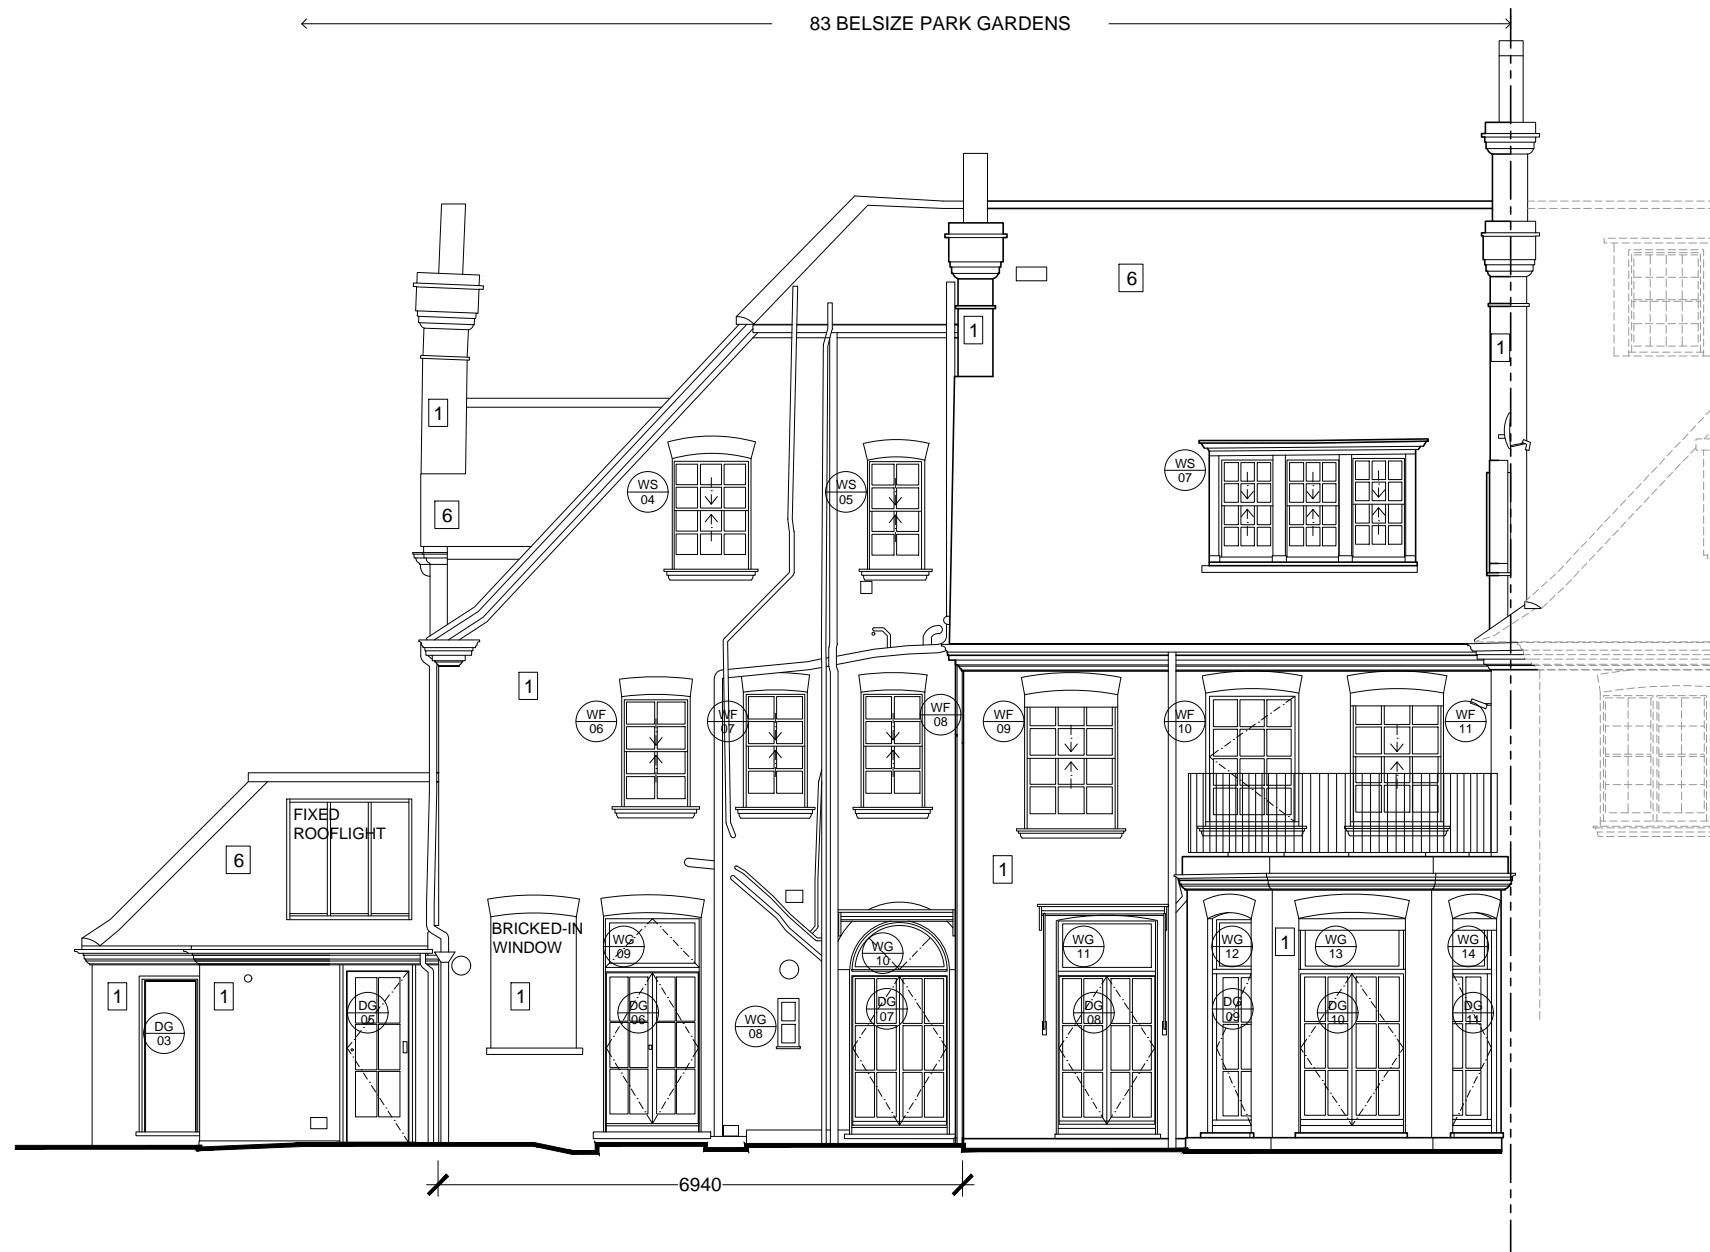 83 BELSIZE PARK GARDENS
6
1
1
1
WS
04
WS
05
WS
07
6
1
WF
06
WF
07
WF
08
WF
09
WF
10
WF
11
FIXED
ROOFLIGHT
6
1
BRICKED-IN
WINDOW
WG
09
WG
10
WG
11
WG
12
1
WG
13
WG
14
1
1
1
DG
03
DG
05
DG
06
WG
08
DG
07
DG
08
DG
09
DG
10
DG
11
6940